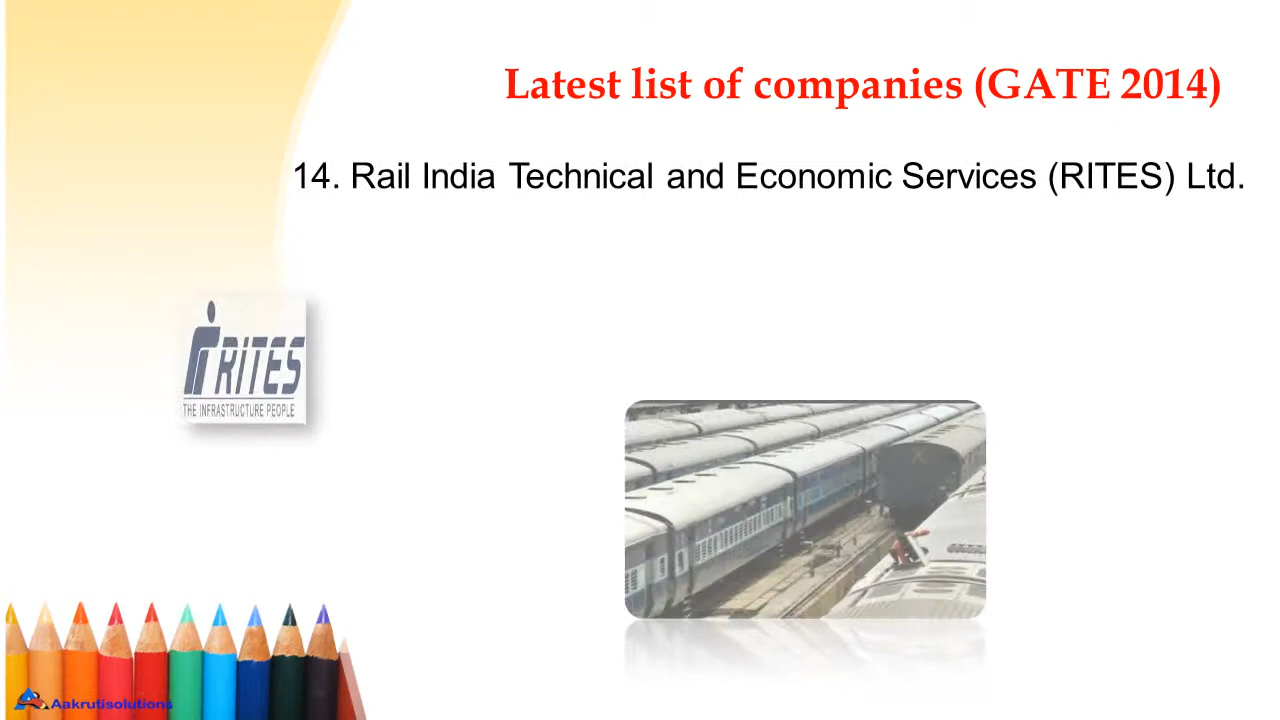 Latest list of companies (GATE 2014)
14. Rail India Technical and Economic Services (RITES) Ltd.
RITES
THE INFRASTRUCTURE PEOPLE
Aakrutisolutions